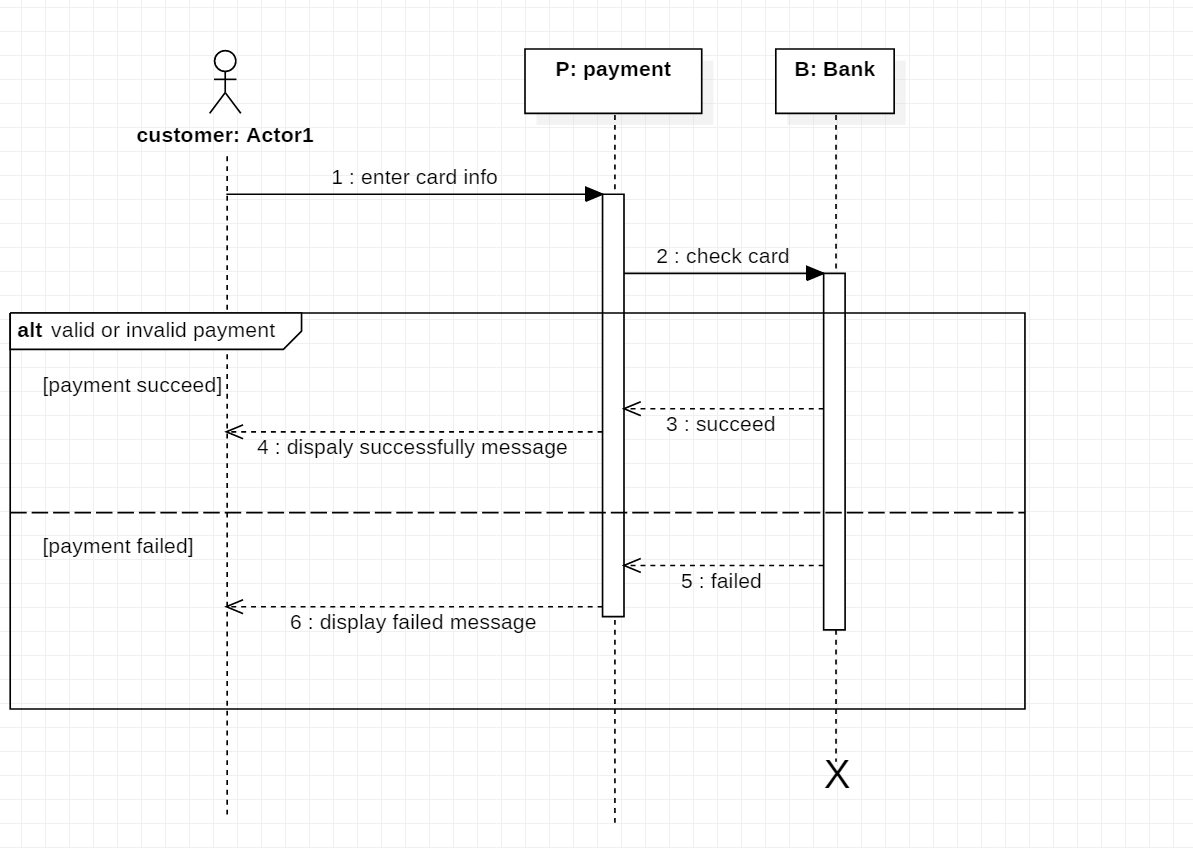 P: payment
B: Bank
customer: Actor1
1 : enter card info
2 : check card
alt valid or invalid payment
[payment succeed]
3 : succeed
4 : dispaly successfully message
[payment failed]
5 : failed
6 : display failed message
X